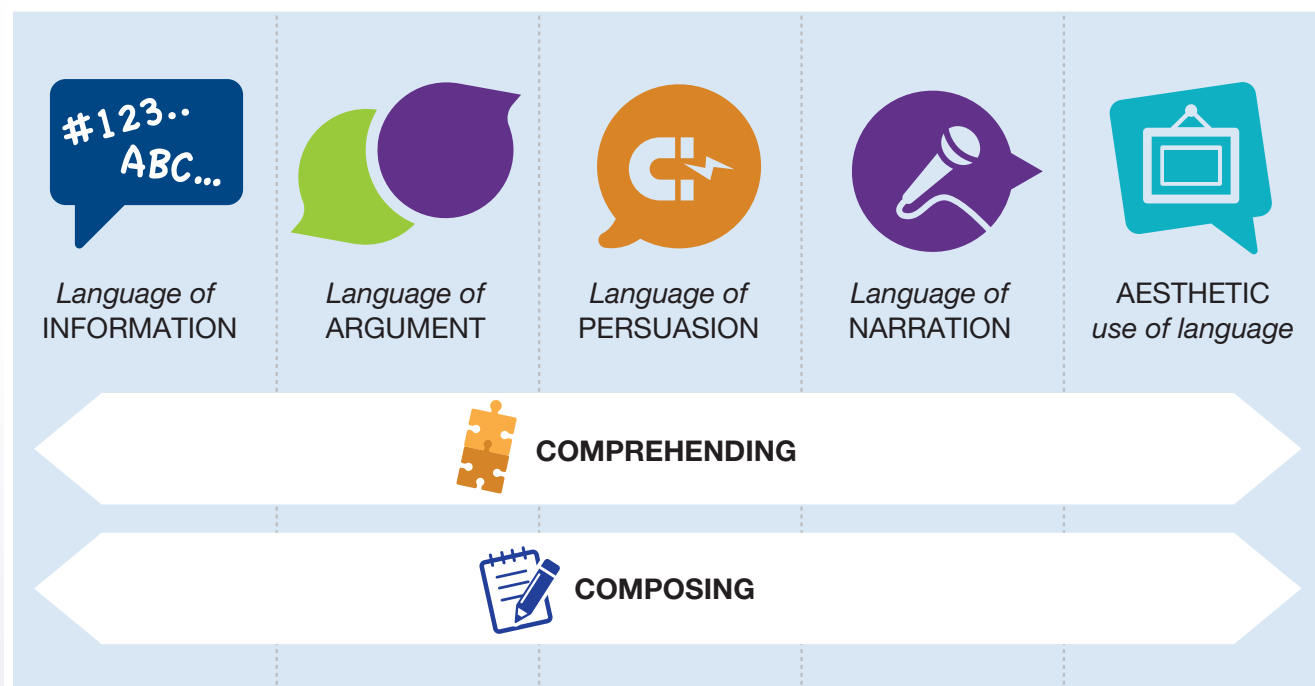 #123..
ABC...
Language of
INFORMATION
Language of
ARGUMENT
Language of
PERSUASION
Language of
NARRATION
AESTHETIC
use of language
COMPREHENDING
COMPOSING